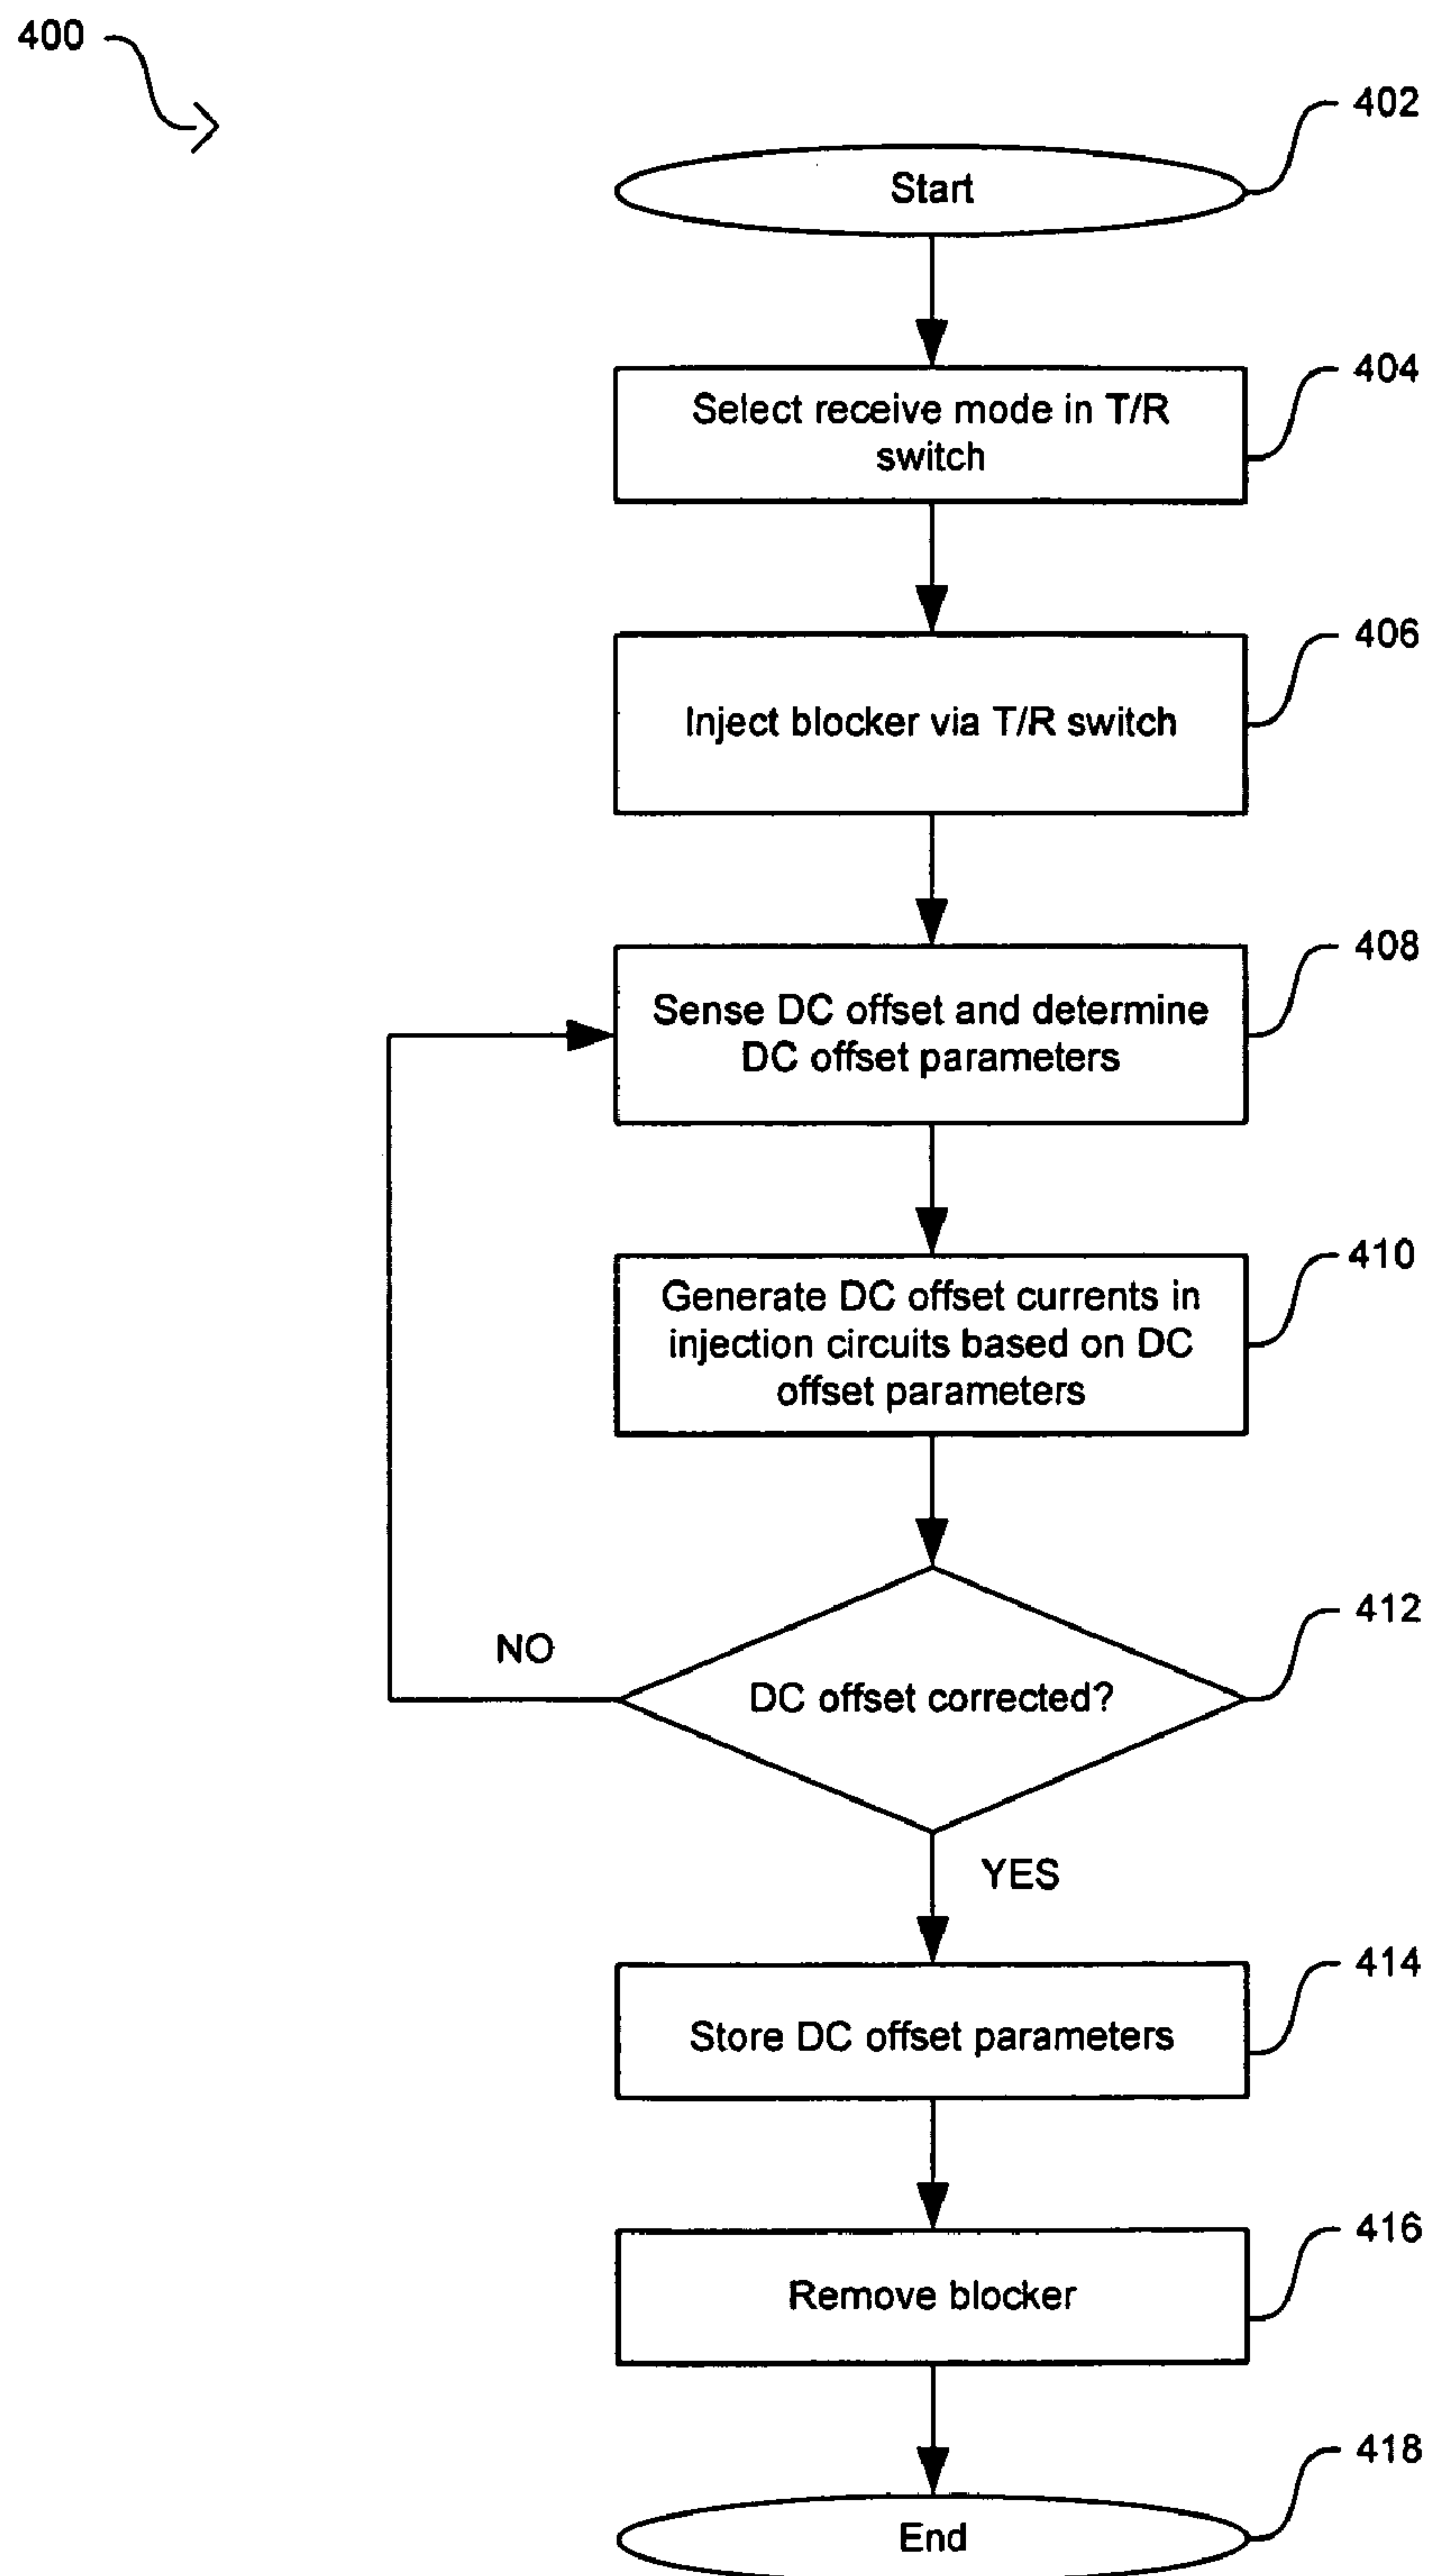 400
402
Start
404
Select receive mode in T/R
switch
406
Inject blocker via T/R switch
408
Sense DC offset and determine
DC offset parameters
410
Generate DC offset currents in
injection circuits based on DC
offset parameters
412
NO
DC offset corrected?
YES
414
Store DC offset parameters
416
Remove blocker
418
End